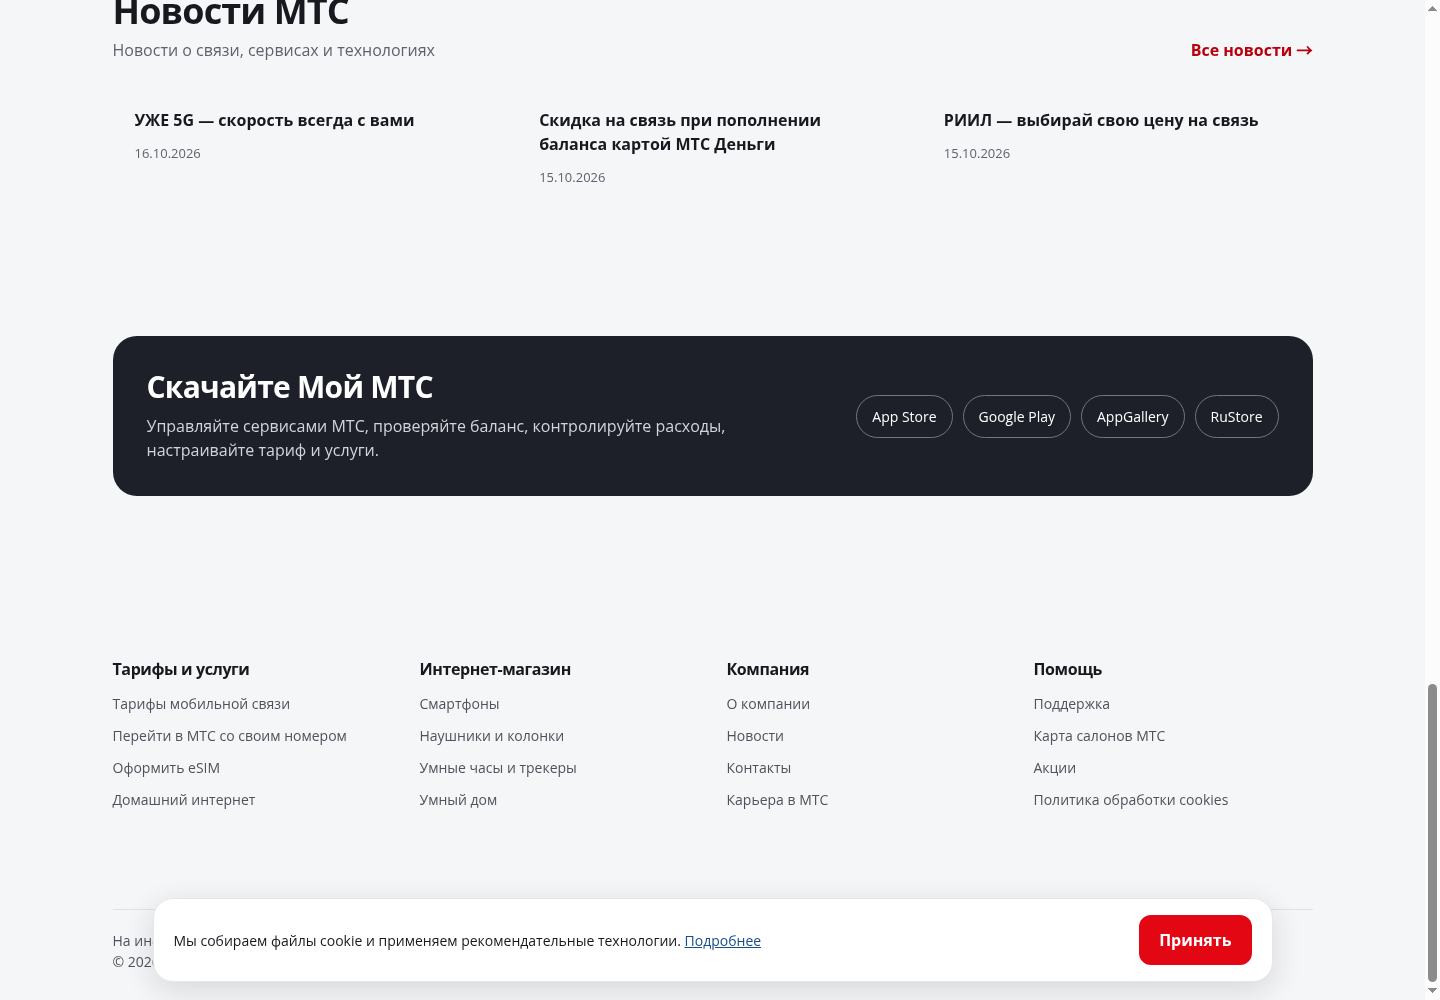 Новости МТС
Новости о связи, сервисах и технологиях
Все новости →
УЖЕ 5G — скорость всегда с вами
16.10.2026
Скидка на связь при пополнении
баланса картой МТС Деньги
15.10.2026
РИИЛ — выбирай свою цену на связь
15.10.2026
Скачайте Мой МТС
Управляйте сервисами МТС, проверяйте баланс, контролируйте расходы,
настраивайте тариф и услуги.
App Store
Google Play
AppGallery
RuStore
Тарифы и услуги
Тарифы мобильной связи
Перейти в МТС со своим номером
Оформить eSIM
Домашний интернет
Интернет-магазин
Смартфоны
Наушники и колонки
Умные часы и трекеры
Умный дом
Компания
О компании
Новости
Контакты
Карьера в МТС
Помощь
Поддержка
Карта салонов МТС
Акции
Политика обработки cookies
На
©
Мы собираем файлы cookie и применяем рекомендательные технологии. Подробнее
Принять